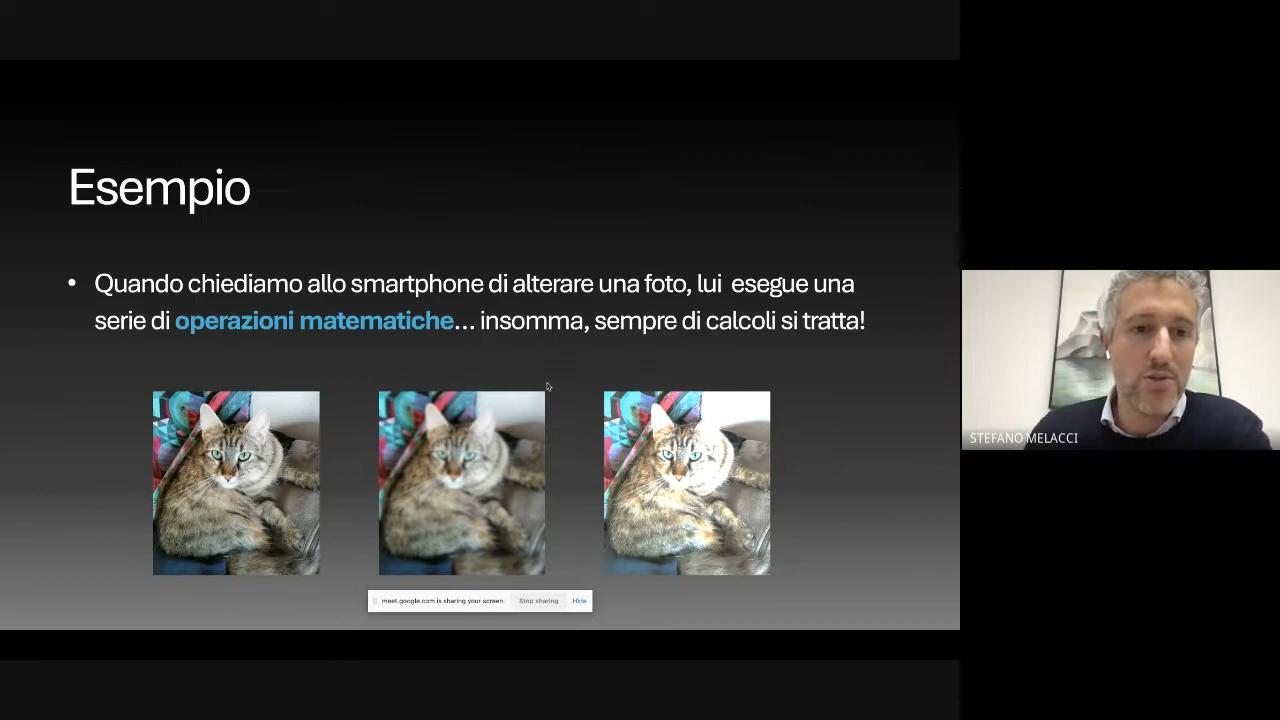 Esempio
• Quando chiediamo allo smartphone di alterare una foto, lui esegue una
serie di operazioni matematiche... insomma, sempre di calcoli si tratta!
STEFANO MELACCI
meet.google.com is sharing your screen. Stop sharing Hide